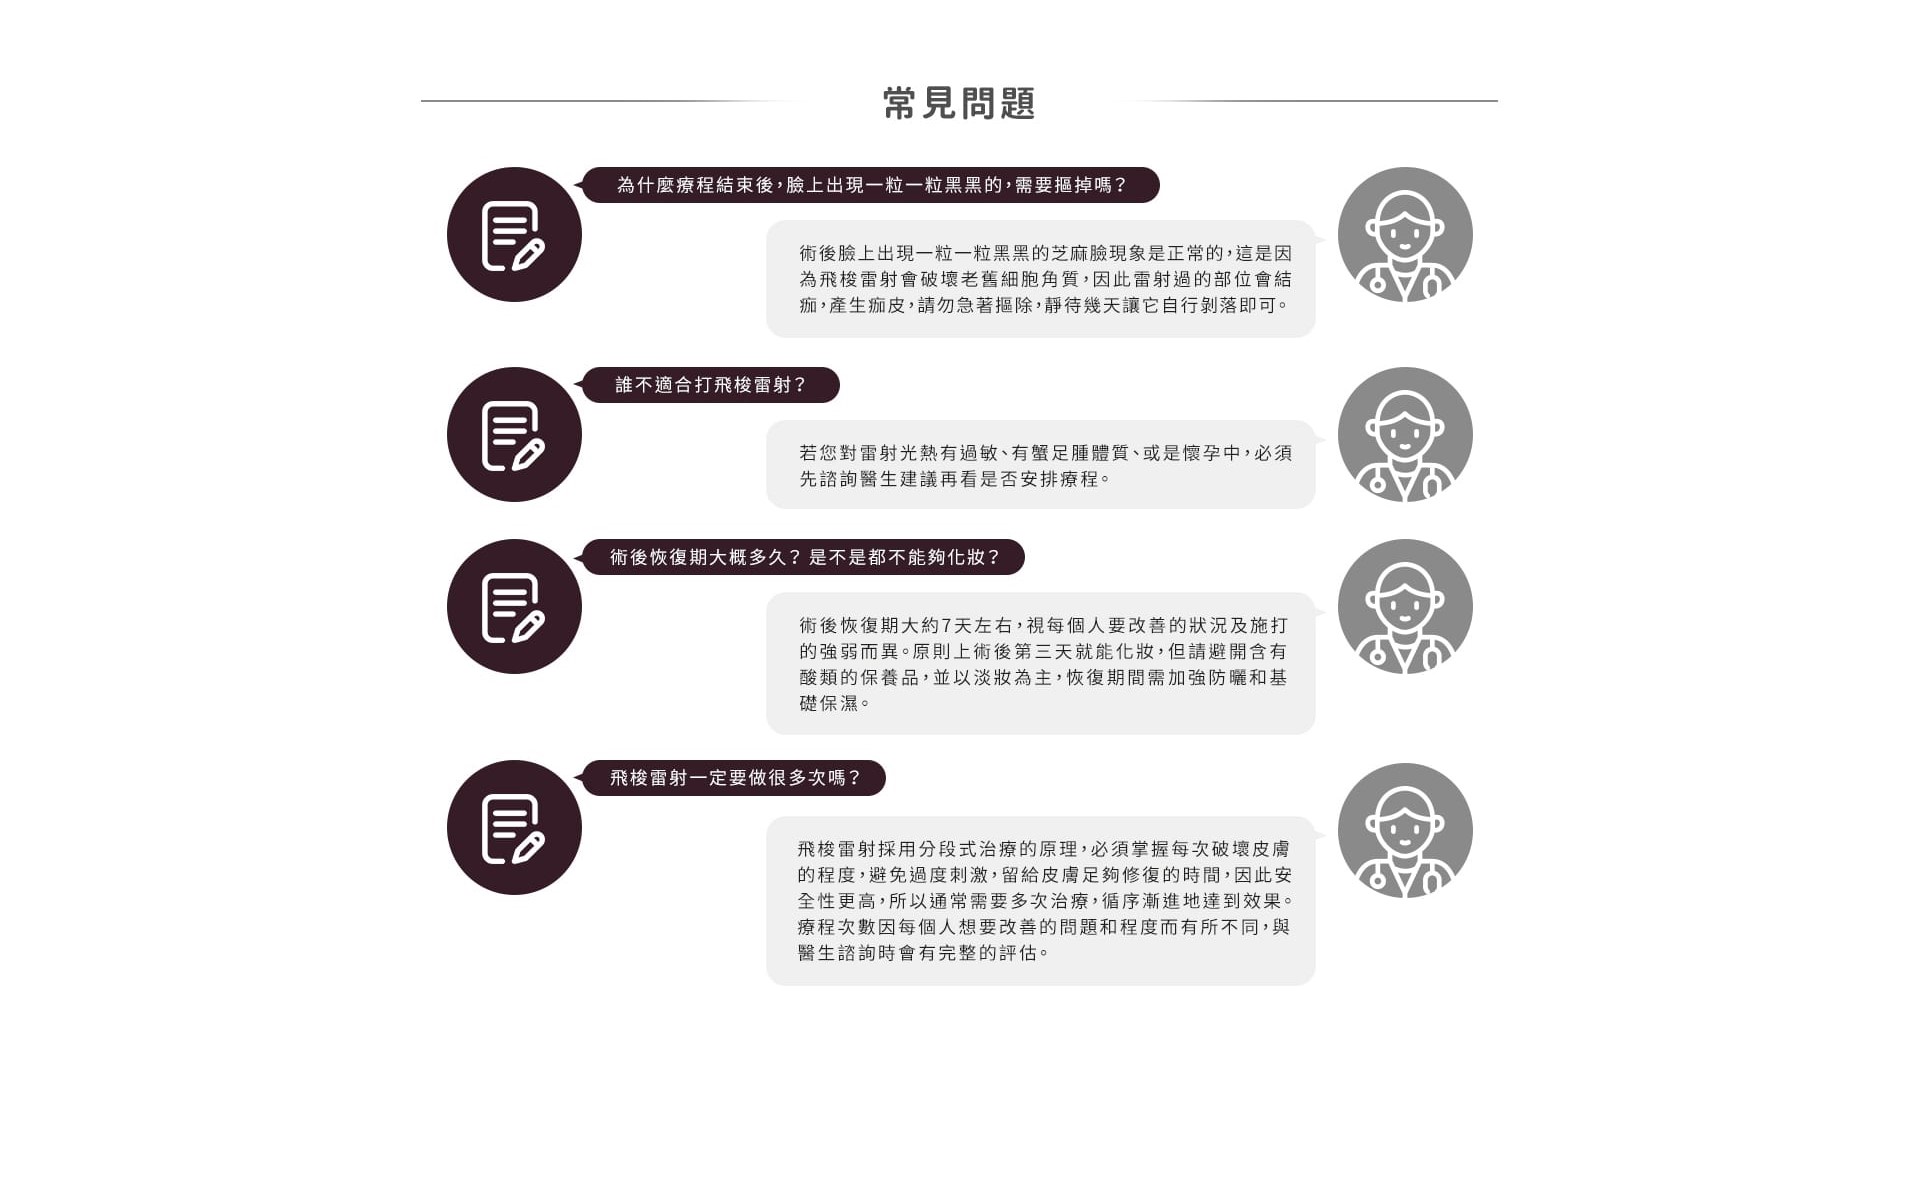 常見問題
為什麼療程結束後，臉上出現一粒一粒黑黑的，需要摳掉嗎？
術後臉上出現一粒一粒黑黑的芝麻臉現象是正常的，這是因
為飛梭雷射會破壞老舊細胞角質，因此雷射過的部位會結
痂，產生痂皮，請勿急著摳除，靜待幾天讓它自行剝落即可。
誰不適合打飛梭雷射？
若您對雷射光熱有過敏、有蟹足腫體質、或是懷孕中，必須
先諮詢醫生建議再看是否安排療程。
術後恢復期大概多久？ 是不是都不能夠化妝？
術後恢復期大約7天左右，視每個人要改善的狀況及施打
的強弱而異。原則上術後第三天就能化妝，但請避開含有
酸類的保養品，並以淡妝為主，恢復期間需加強防曬和基
礎保濕。
飛梭雷射一定要做很多次嗎？
飛梭雷射採用分段式治療的原理，必須掌握每次破壞皮膚
的程度，避免過度刺激，留給皮膚足夠修復的時間，因此安
全性更高，所以通常需要多次治療，循序漸進地達到效果。
療程次數因每個人想要改善的問題和程度而有所不同，與
醫生諮詢時會有完整的評估。